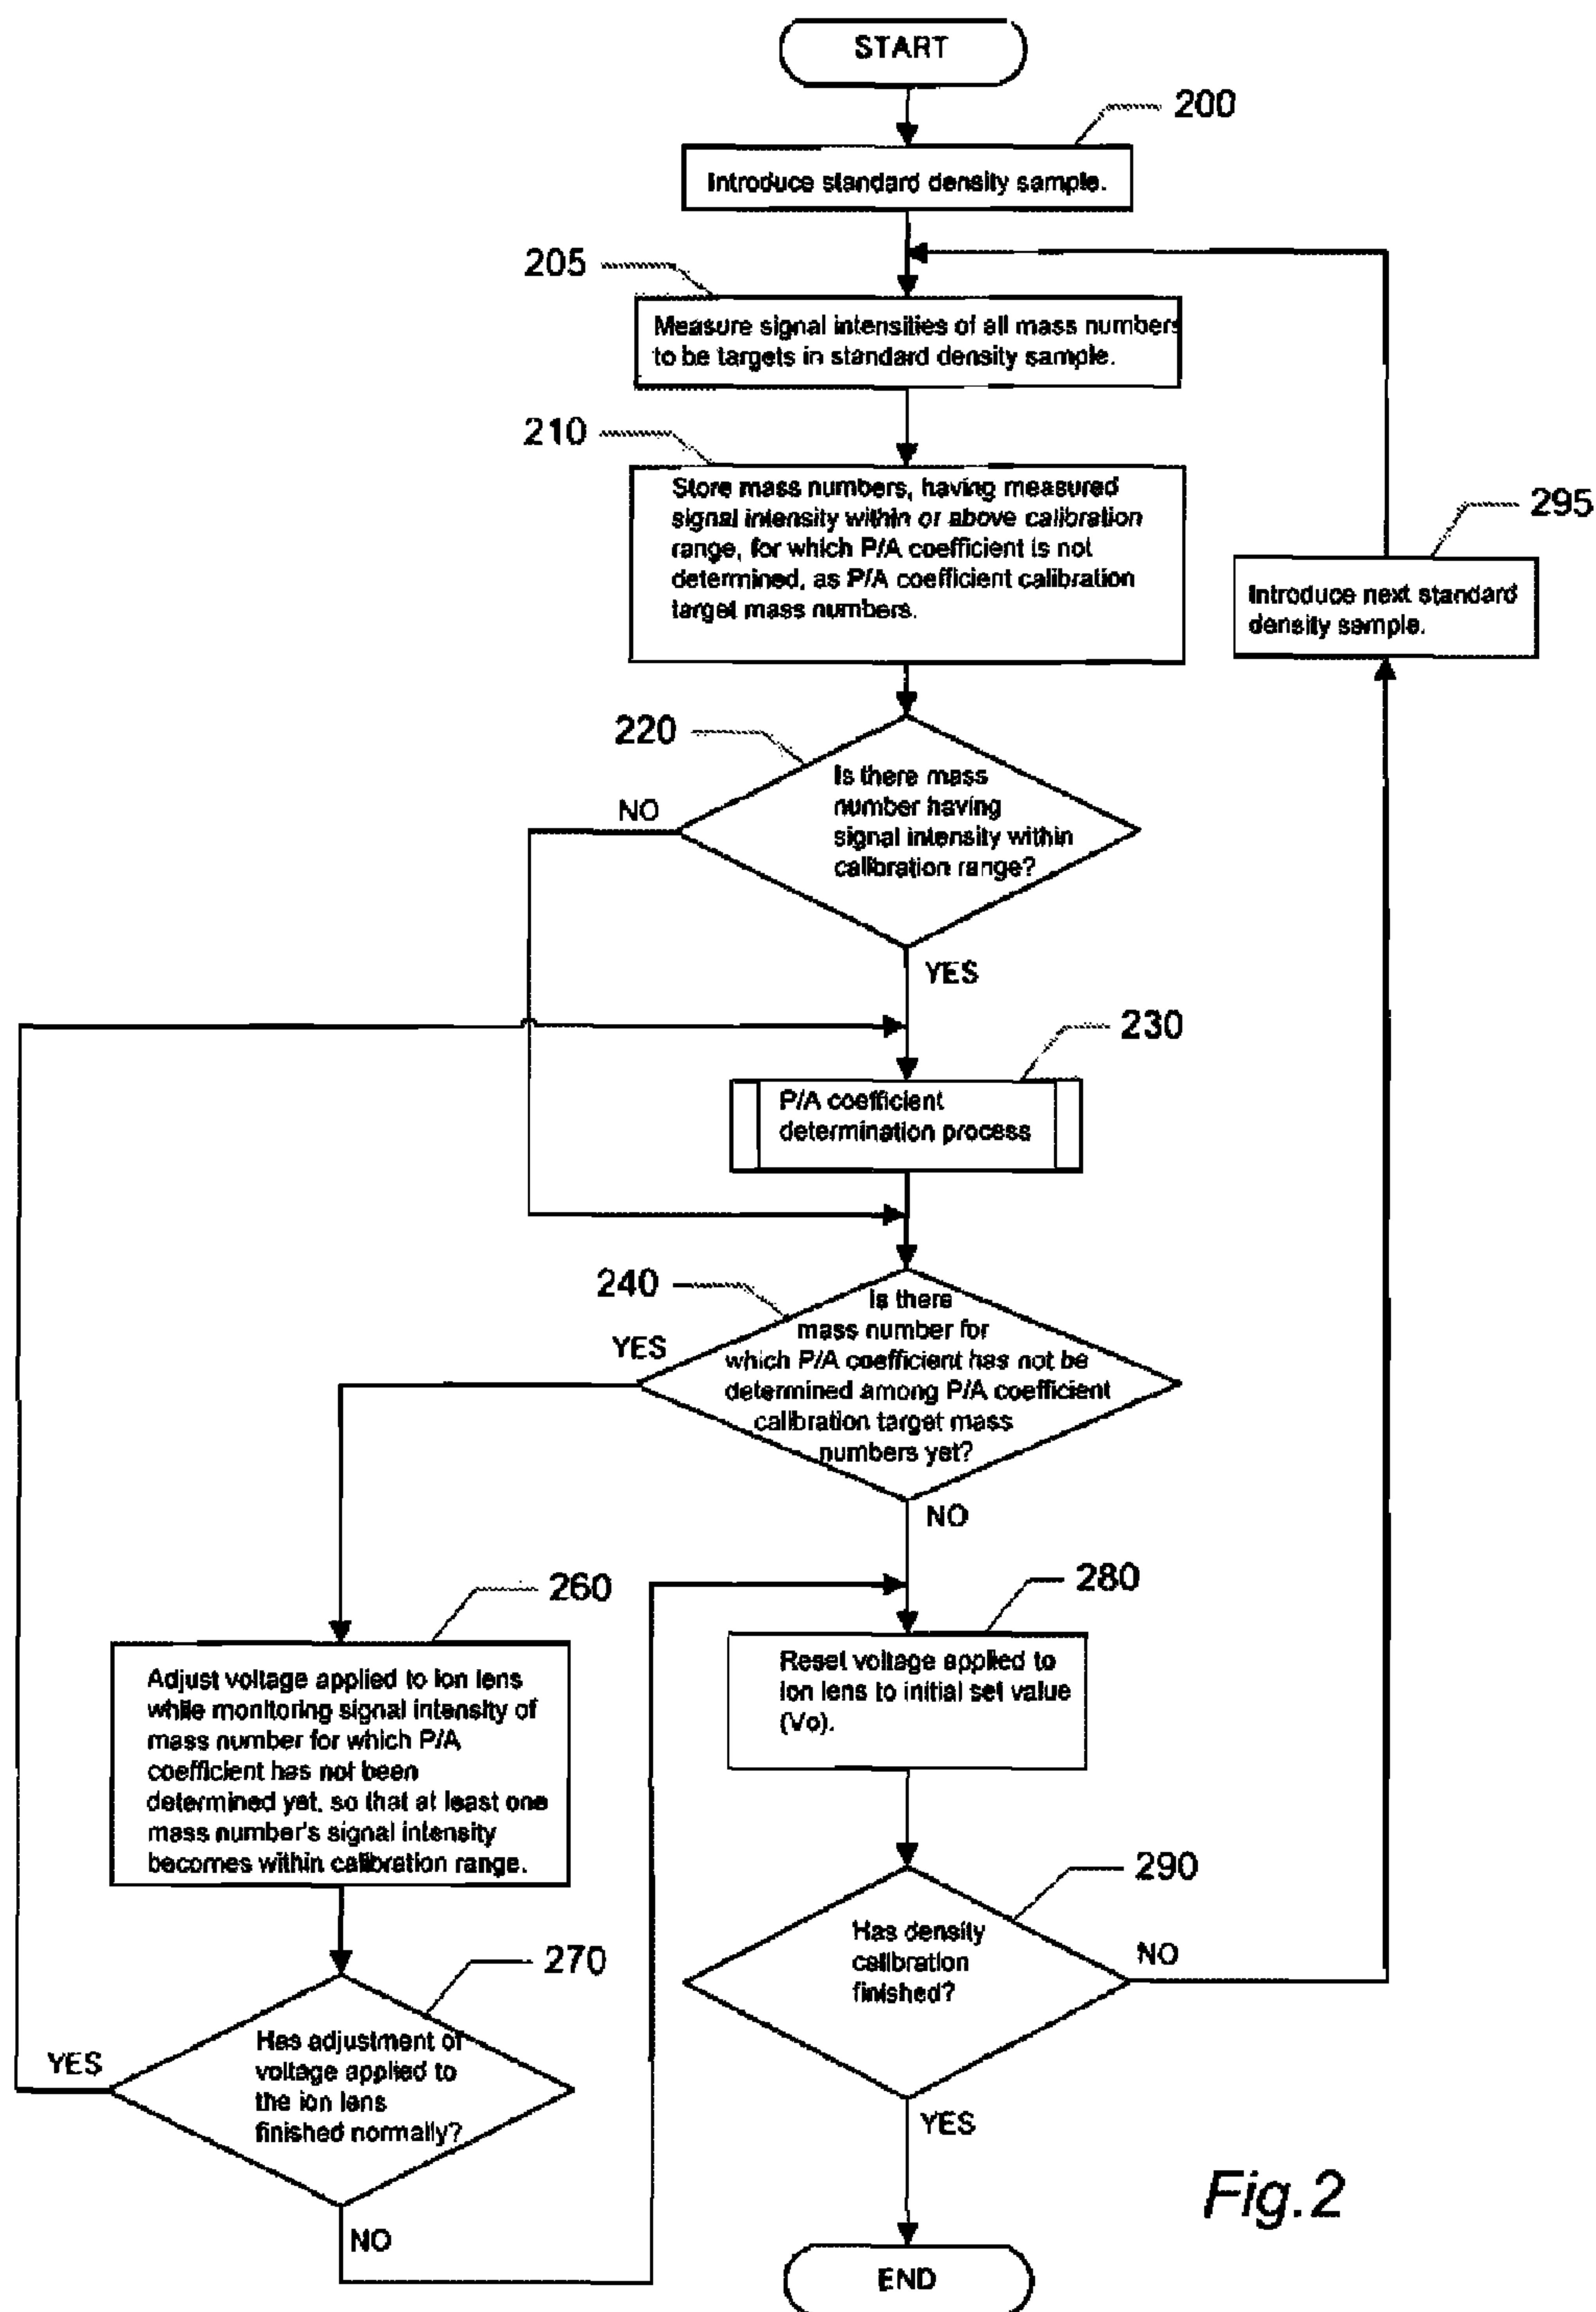 START
200
Introduce standard density sample.
205
Measure signal intensities of all mass numbers
to be targets in standard density sample.
210
Store mass numbers, having measured
signal intensity within or above calibration
range, for which P/A coefficient is not
determined, as P/A coefficient calibration
target mass numbers.
295
Introduce next standard
density sample.
220
Is there mass
number having
signal intensity within
calibration range?
NO
YES
230
P/A coefficient
determination process
240
Is there
mass number for
which P/A coefficient has not be
determined among P/A coefficient
calibration target mass
numbers yet?
YES
NO
260
Adjust voltage applied to ion lens
while monitoring signal intensity of
mass number for which P/A
coefficient has not been
determined yet, so that at least one
mass number's signal intensity
becomes within calibration range.
280
Reset voltage applied to
ion lens to initial set value
(Vo).
270
Has adjustment of
voltage applied to
the ion lens
finished normally?
YES
NO
290
Has density
calibration
finished?
NO
YES
END
Fig.2